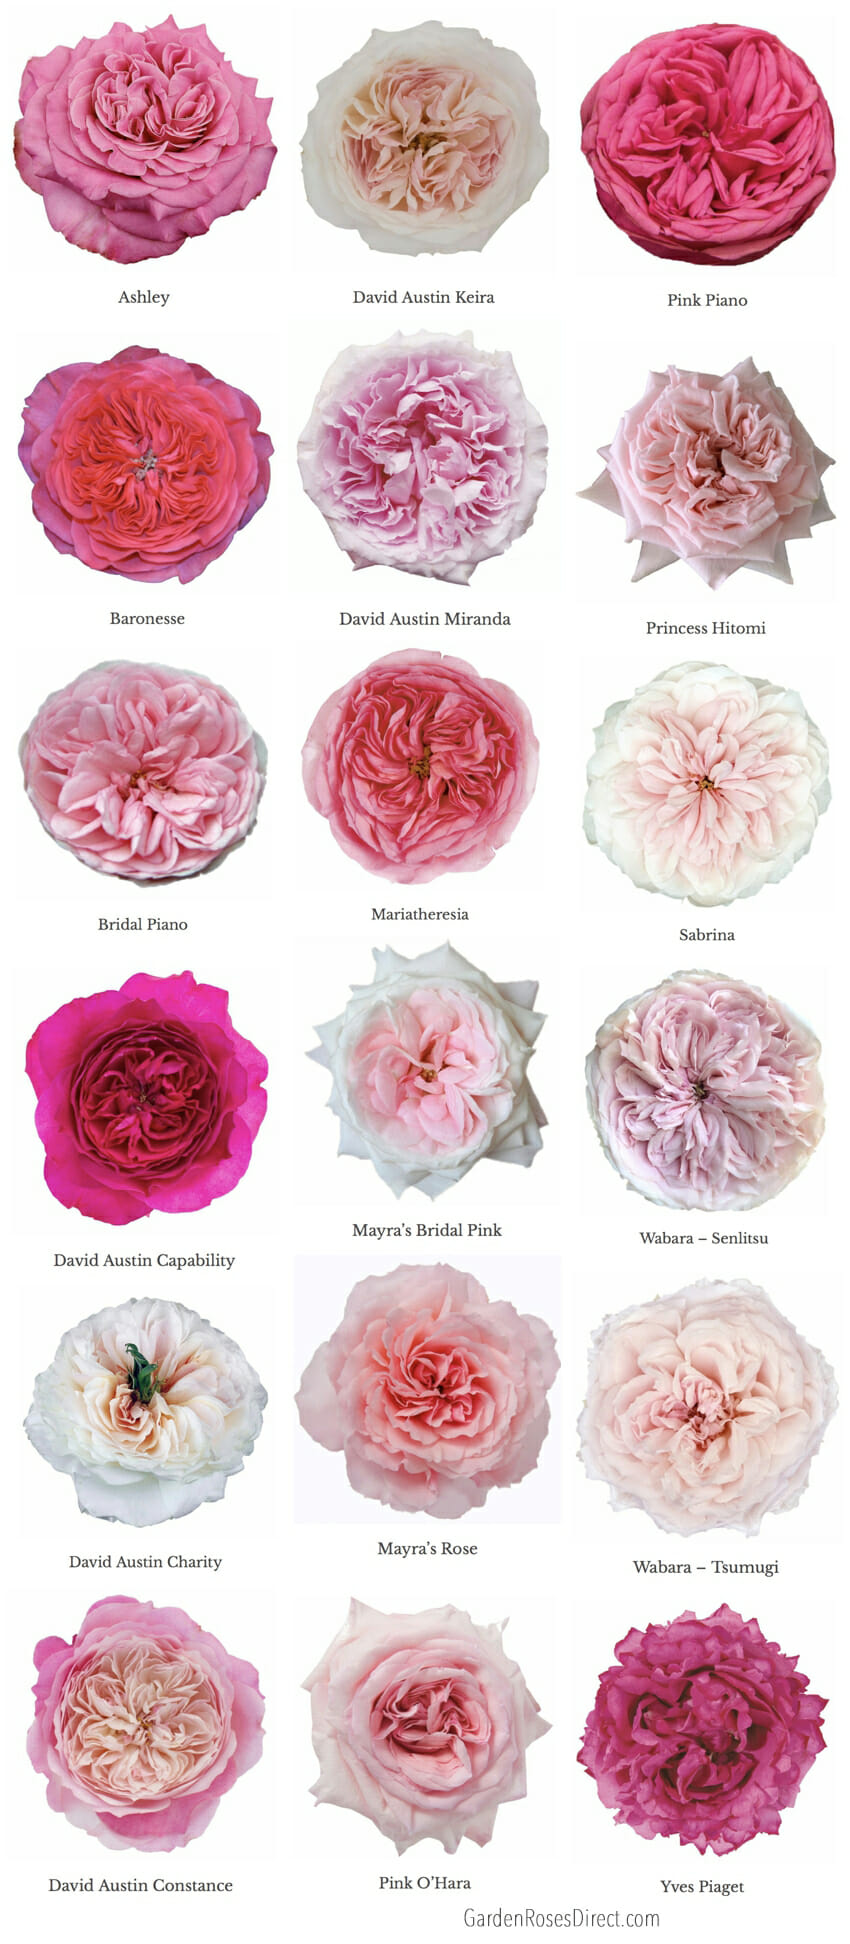 Ashley
David Austin Keira
Pink Piano
Baronesse
David Austin Miranda
Princess Hitomi
Bridal Piano
Mariatheresia
Sabrina
David Austin Capability
Mayra's Bridal Pink
Wabara – Senlitsu
David Austin Charity
Mayra's Rose
Wabara – Tsumugi
David Austin Constance
Pink O'Hara
Yves Piaget
GardenRosesDirect.com